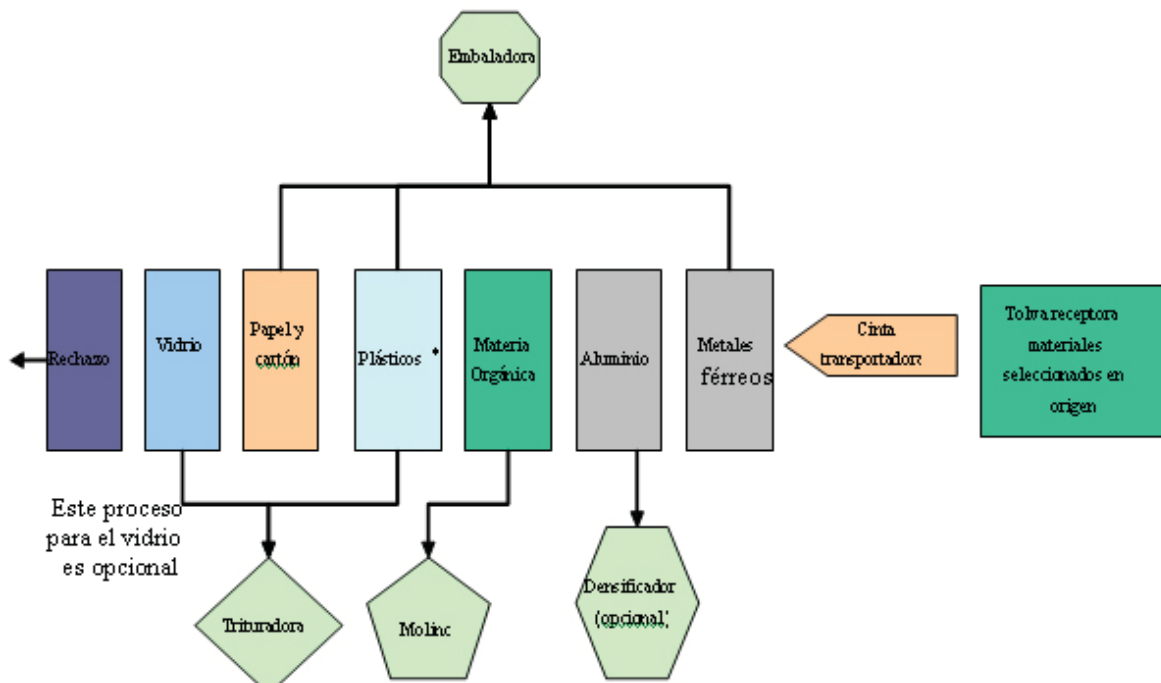 Embaladora
Rechazo
Vidrio
Papel y
cartón
Plásticos *
Materia
Orgánica
Aluminio
Metales
férreos
Cinta
transportadora
Tolva receptora
materiales
seleccionados en
origen
Este proceso
para el vidrio
es opcional
Trituradora
Molino
Densificador
(opcional)